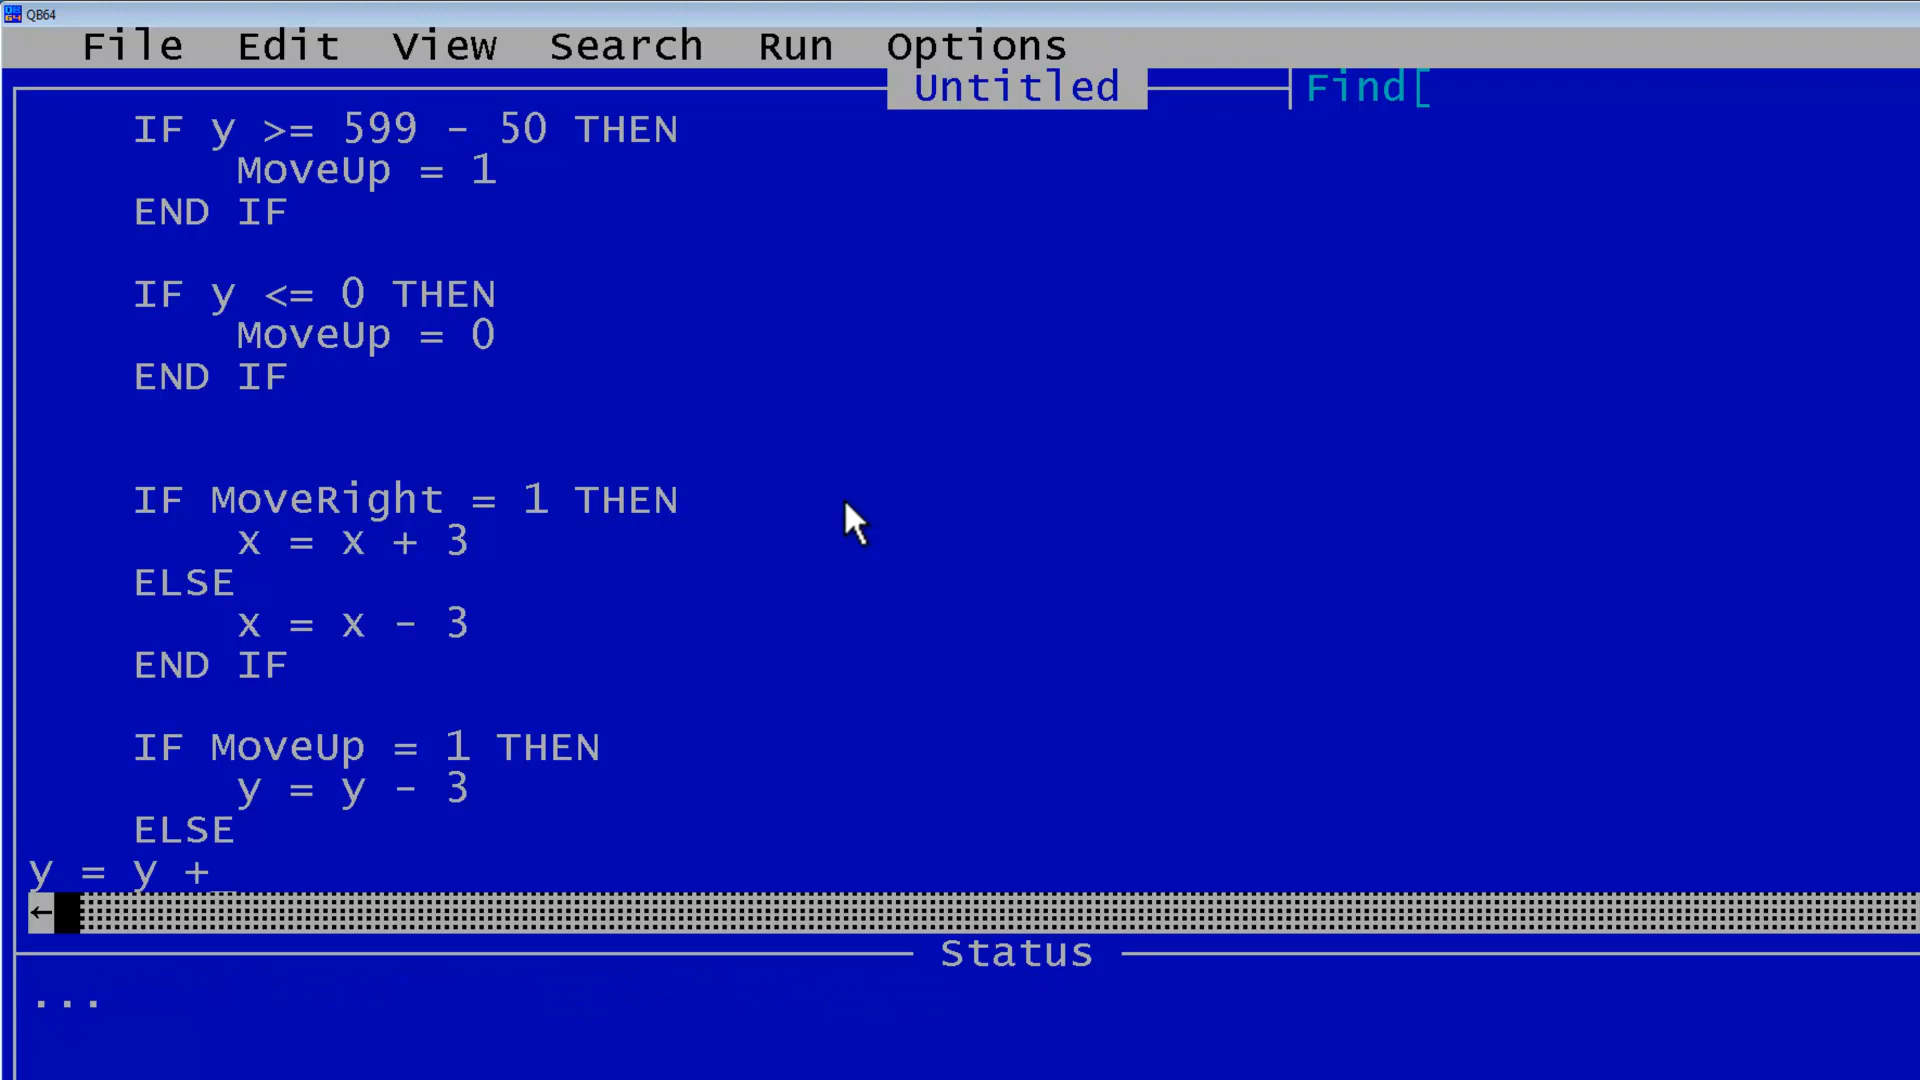 QB64
File Edit View Search Run Options
Untitled Find[
IF y >= 599 - 50 THEN
MoveUp = 1
END IF
IF y <= 0 THEN
MoveUp = 0
END IF
IF MoveRight = 1 THEN
x = x + 3
ELSE
x = x - 3
END IF
IF MoveUp = 1 THEN
y = y - 3
ELSE
y = y +
Status
...